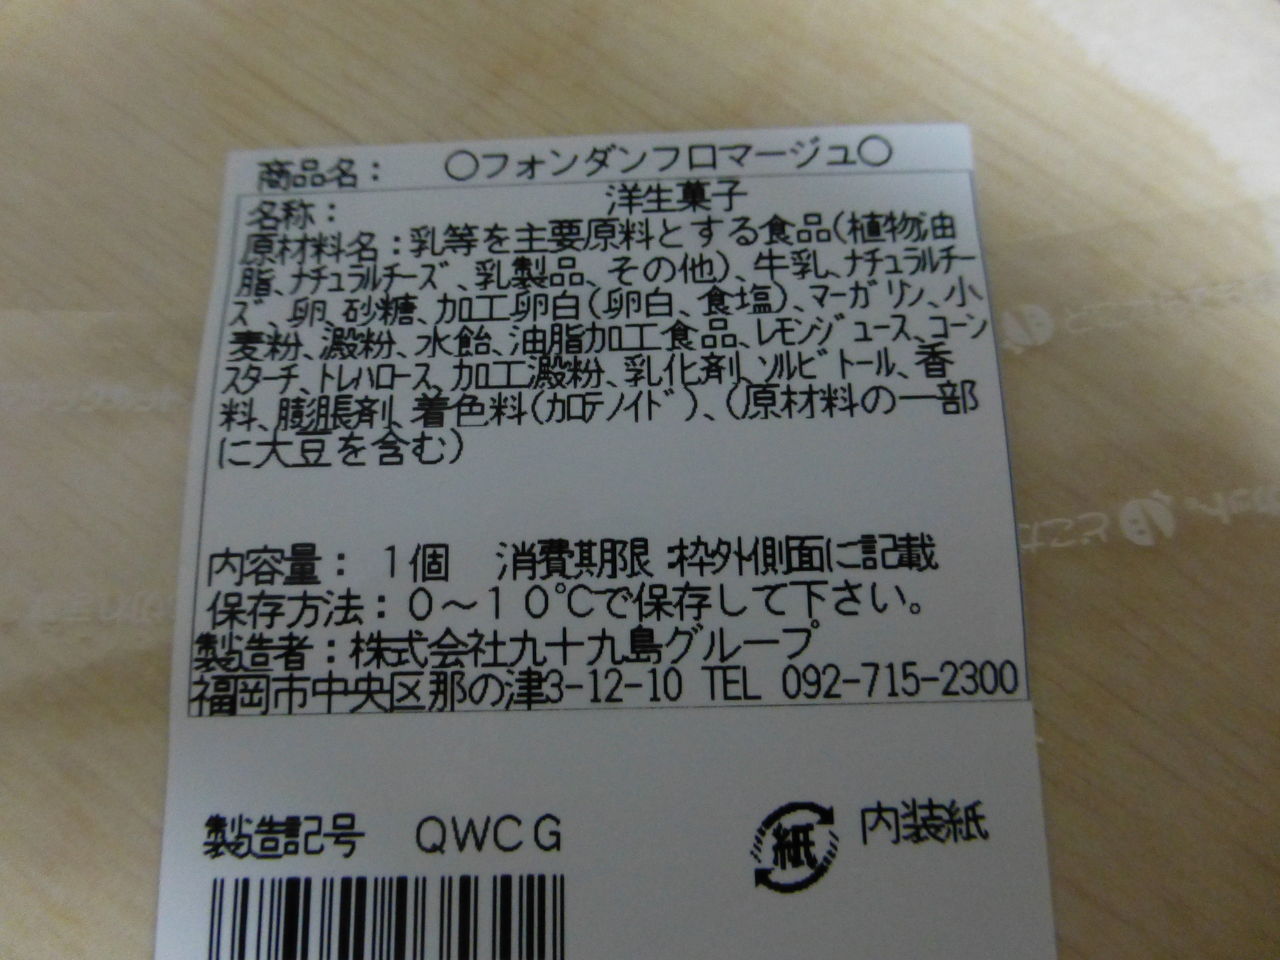 商品名： ○フォンダンフロマージュ○
名称： 洋生菓子
原材料名：乳等を主要原料とする食品(植物油
脂、ﾅﾁｭﾗﾙﾁｰｽﾞ、乳製品、その他)、牛乳、ﾅﾁｭﾗﾙﾁｰ
ｽﾞ、卵、砂糖、加工卵白(卵白、食塩)、ﾏｰｶﾞﾘﾝ、小
麦粉、澱粉、水飴、油脂加工食品、ﾚﾓﾝｼﾞｭｰｽ、ｺｰﾝ
ｽﾀｰﾁ、ﾄﾚﾊﾛｰｽ、加工澱粉、乳化剤、ｿﾙﾋﾞﾄｰﾙ、香
料、膨脹剤、着色料(ｶﾛﾃﾉｲﾄﾞ)、(原材料の一部
に大豆を含む)
内容量： １個 消費期限 枠外側面に記載
保存方法：０～１０℃で保存して下さい。
製造者：株式会社九十九島グループ
福岡市中央区那の津3-12-10 TEL 092-715-2300
製造記号 ＱＷＣＧ
紙 内装紙